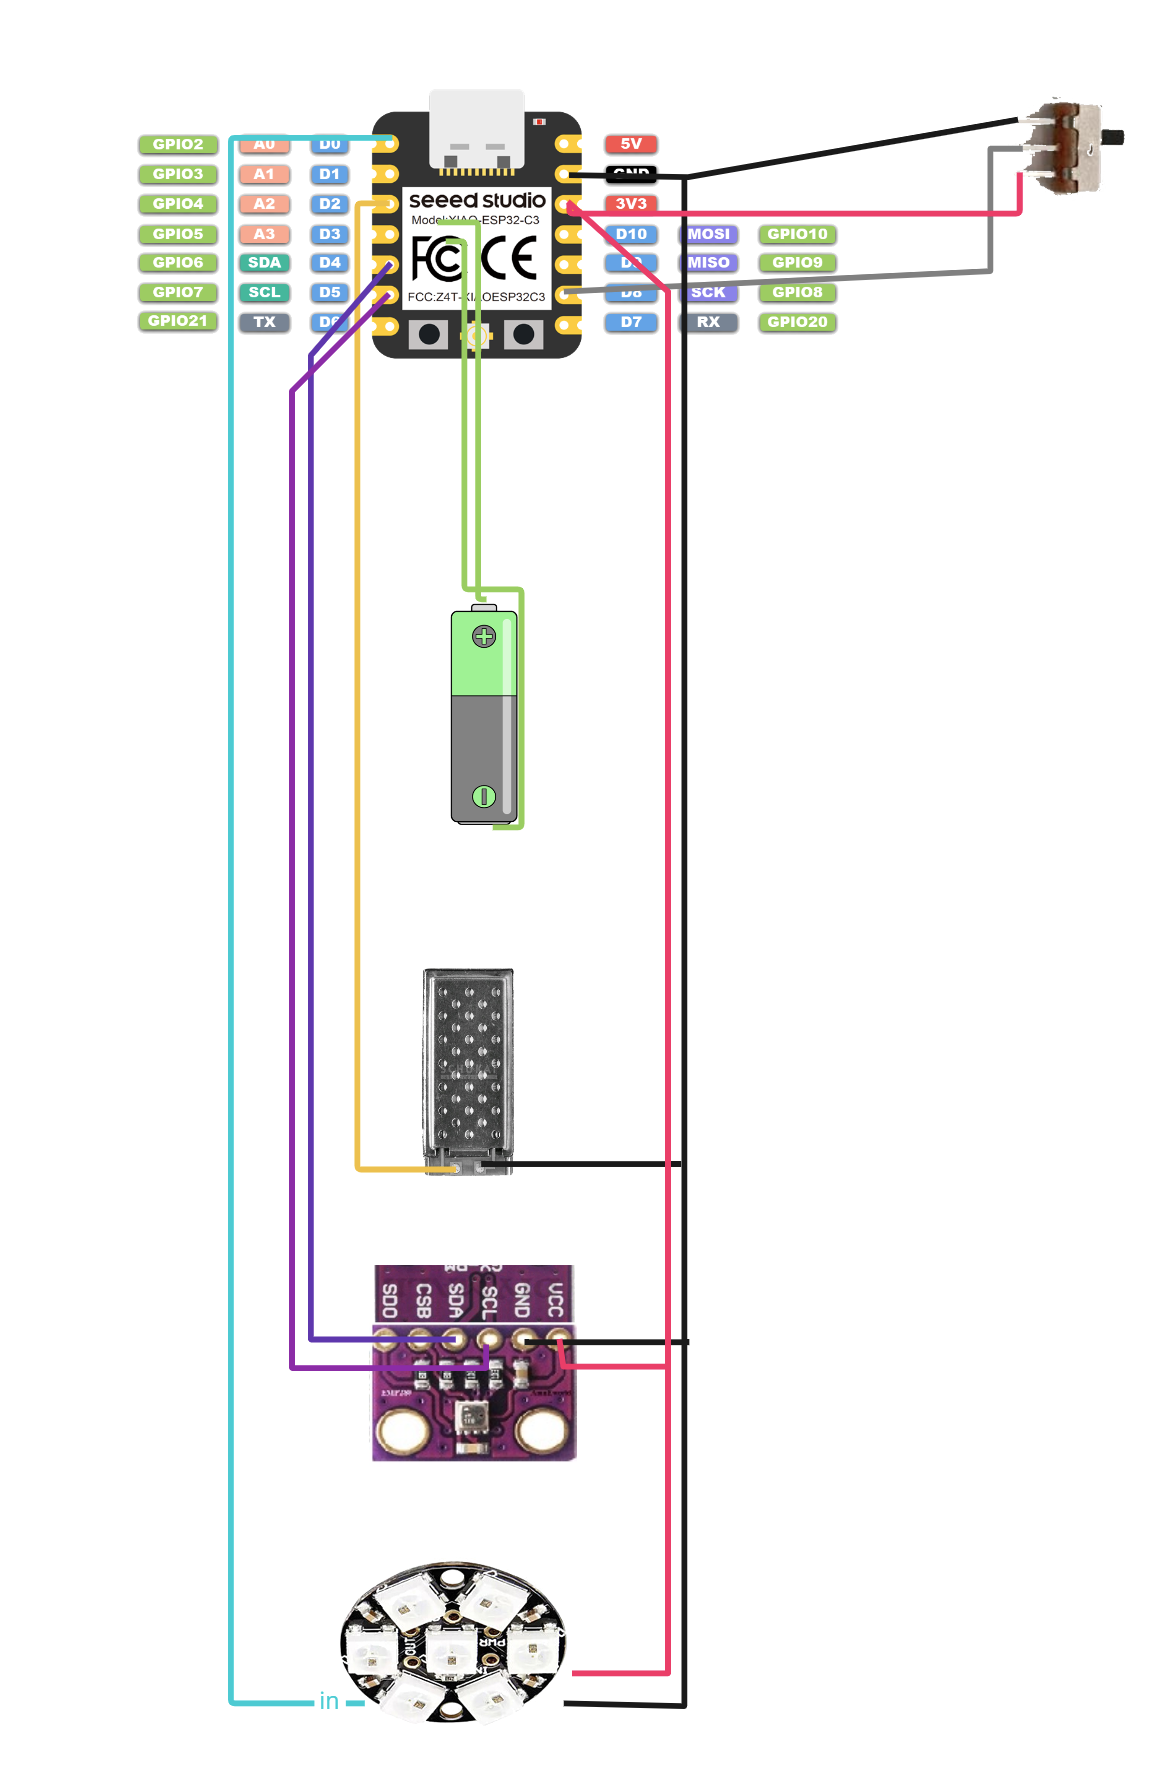 GPIO2 A0 D0 5V
GPIO3 A1 D1 GND
GPIO4 A2 D2 seeed studio 3V3
Model:XIAO-ESP32-C3
GPIO5 A3 D3 D10 MOSI GPIO10
FC CE
GPIO6 SDA D4 D9 MISO GPIO9
GPIO7 SCL D5 FCC:Z4T-XIAOESP32C3 D8 SCK GPIO8
GPIO21 TX D6 D7 RX GPIO20
SDO CSB SDA SCL GND VCC
OUT PWR
in